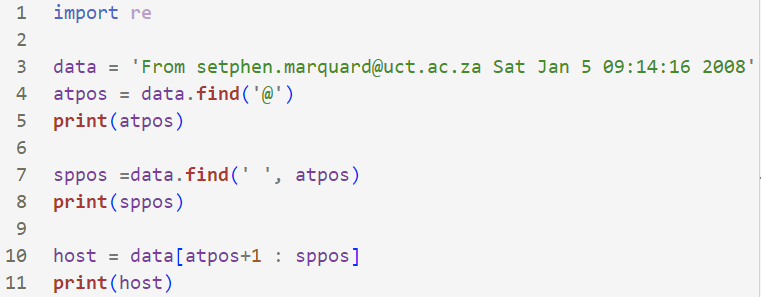 1 import re
2
3 data = 'From setphen.marquard@uct.ac.za Sat Jan 5 09:14:16 2008'
4 atpos = data.find('@')
5 print(atpos)
6
7 sppos =data.find(' ', atpos)
8 print(sppos)
9
10 host = data[atpos+1 : sppos]
11 print(host)